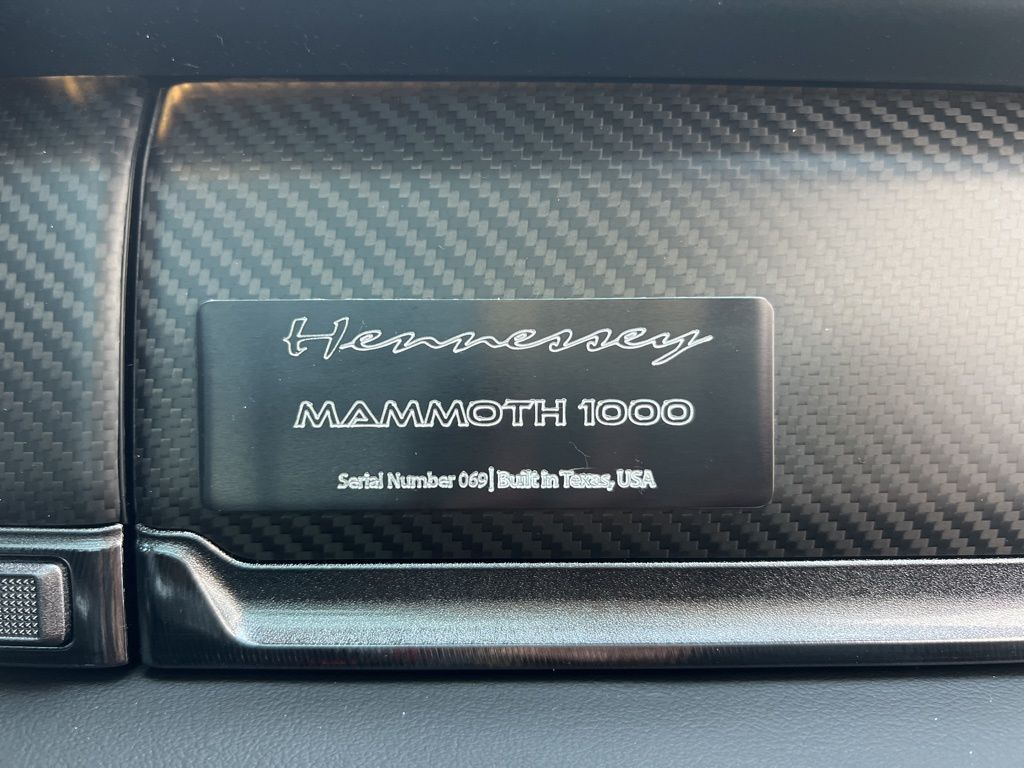 Hennessey
MAMMOTH 1000
Serial Number 069 | Built in Texas, USA